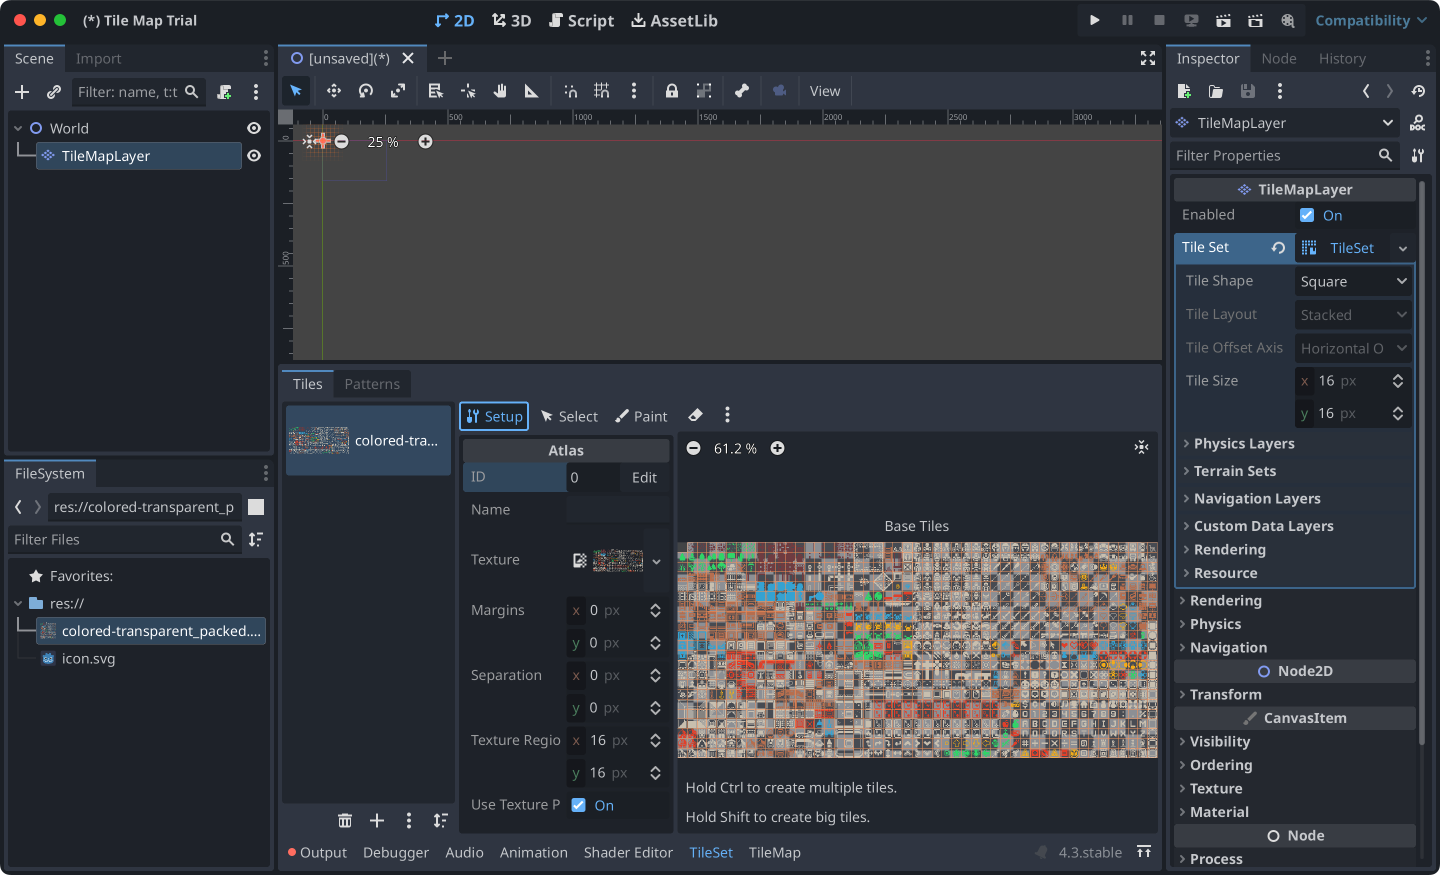 (*) Tile Map Trial
2D
3D
Script
AssetLib
Compatibility
Scene
Import
Filter: name, t:t
World
TileMapLayer
FileSystem
res://colored-transparent_p
Filter Files
Favorites:
res://
colored-transparent_packed....
icon.svg
[unsaved](*)
View
0
500
1000
1500
2000
2500
3000
0
500
25 %
Tiles
Patterns
colored-tra...
Setup
Select
Paint
Atlas
ID
0
Edit
Name
Texture
Margins
x 0 px
y 0 px
Separation
x 0 px
y 0 px
Texture Regio
x 16 px
y 16 px
Use Texture P
On
61.2 %
Base Tiles
Hold Ctrl to create multiple tiles.
Hold Shift to create big tiles.
Output
Debugger
Audio
Animation
Shader Editor
TileSet
TileMap
4.3.stable
Inspector
Node
History
TileMapLayer
Filter Properties
TileMapLayer
Enabled
On
Tile Set
TileSet
Tile Shape
Square
Tile Layout
Stacked
Tile Offset Axis
Horizontal O
Tile Size
x 16 px
y 16 px
Physics Layers
Terrain Sets
Navigation Layers
Custom Data Layers
Rendering
Resource
Rendering
Physics
Navigation
Node2D
Transform
CanvasItem
Visibility
Ordering
Texture
Material
Node
Process